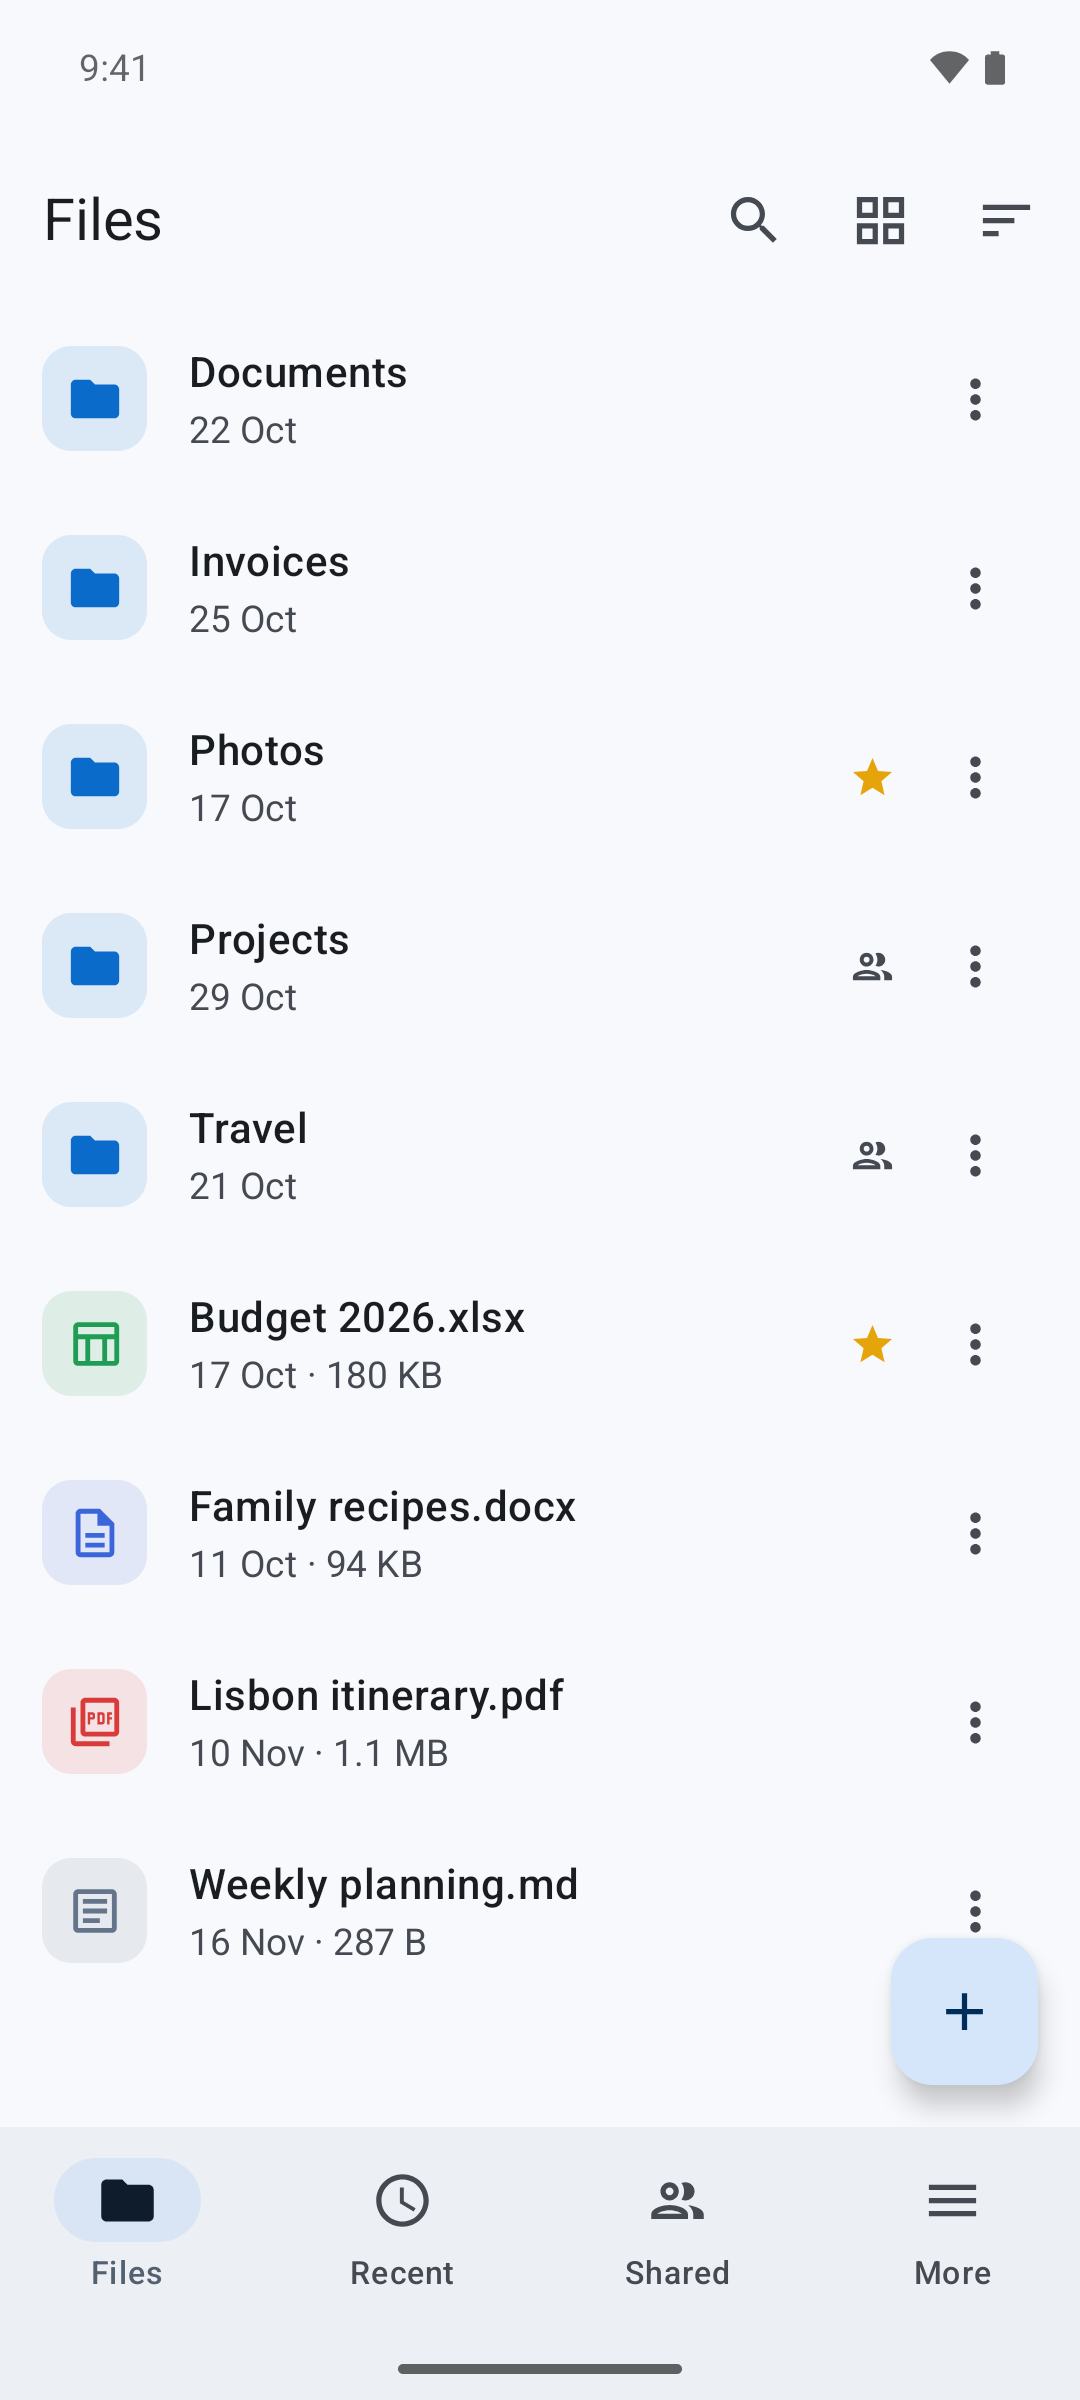 9:41
Files
Documents
22 Oct
Invoices
25 Oct
Photos
17 Oct
Projects
29 Oct
Travel
21 Oct
Budget 2026.xlsx
17 Oct · 180 KB
Family recipes.docx
11 Oct · 94 KB
PDF
Lisbon itinerary.pdf
10 Nov · 1.1 MB
Weekly planning.md
16 Nov · 287 B
Files
Recent
Shared
More